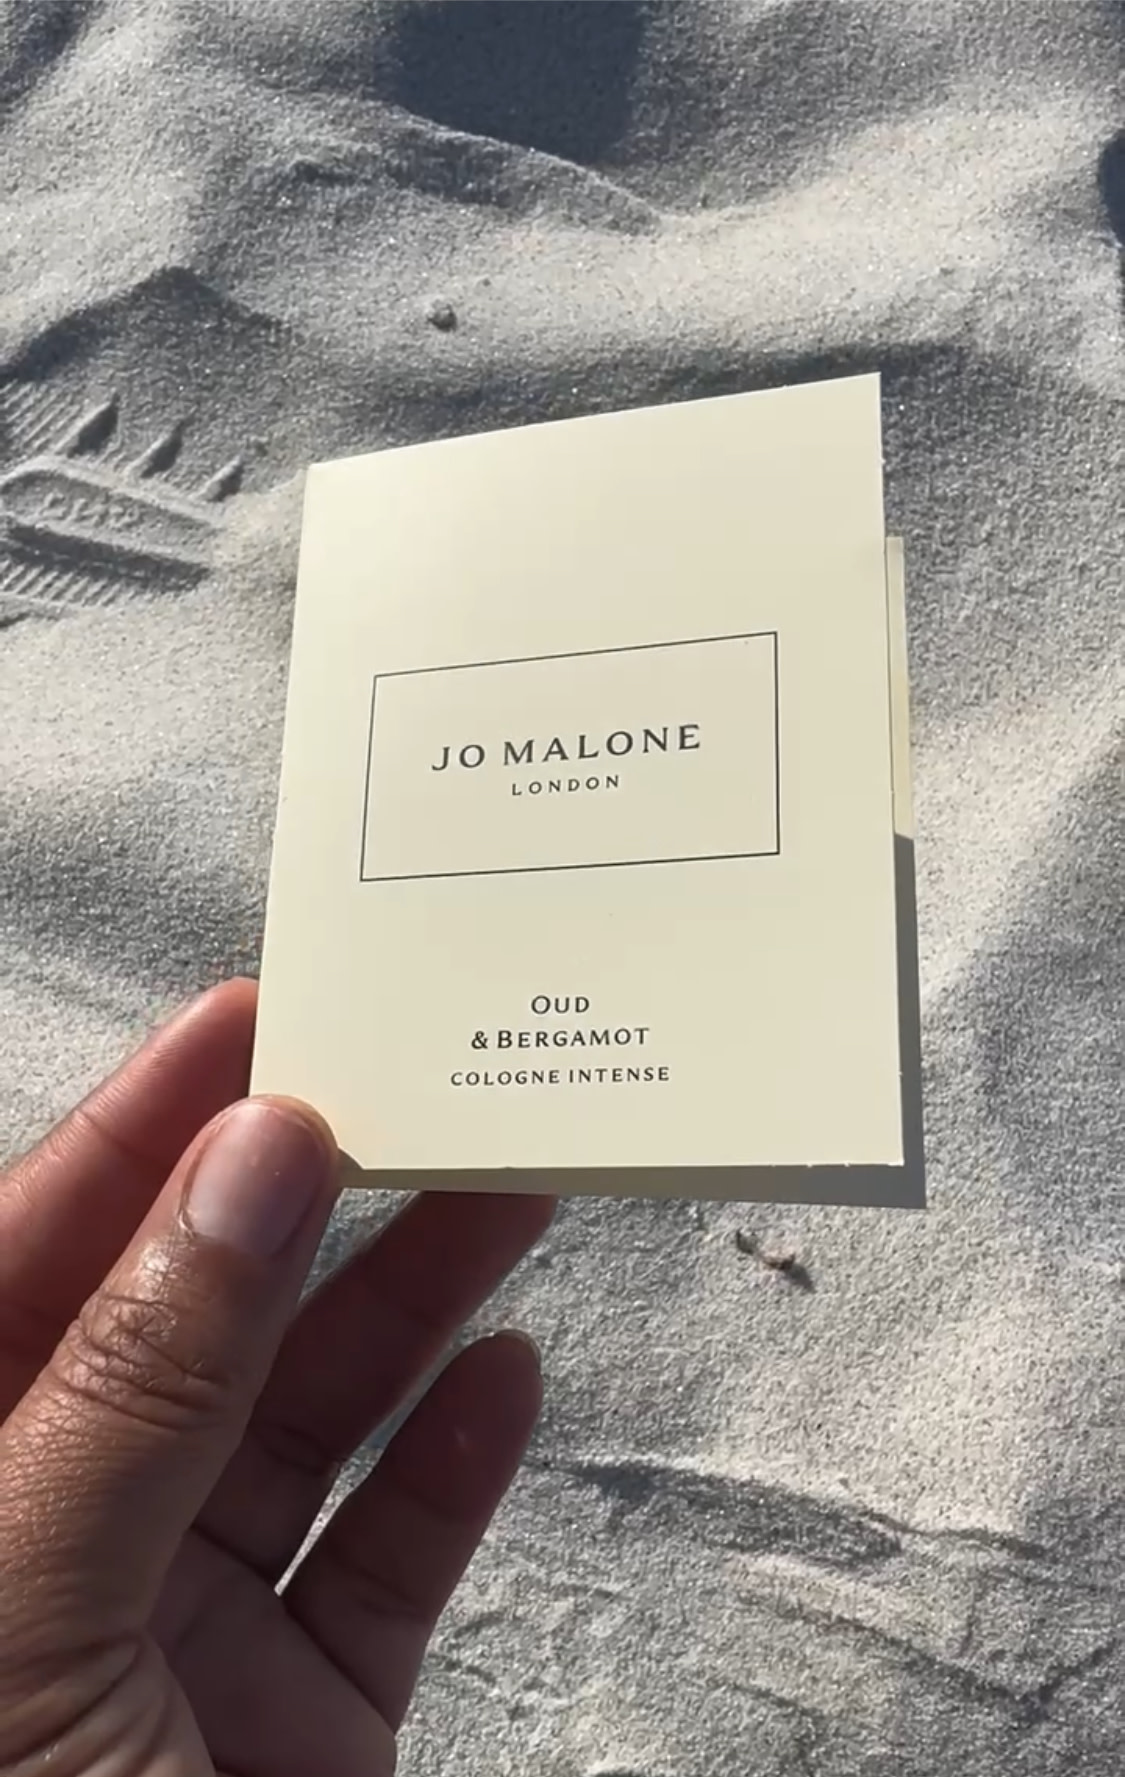 JO MALONE
LONDON
OUD
& BERGAMOT
COLOGNE INTENSE